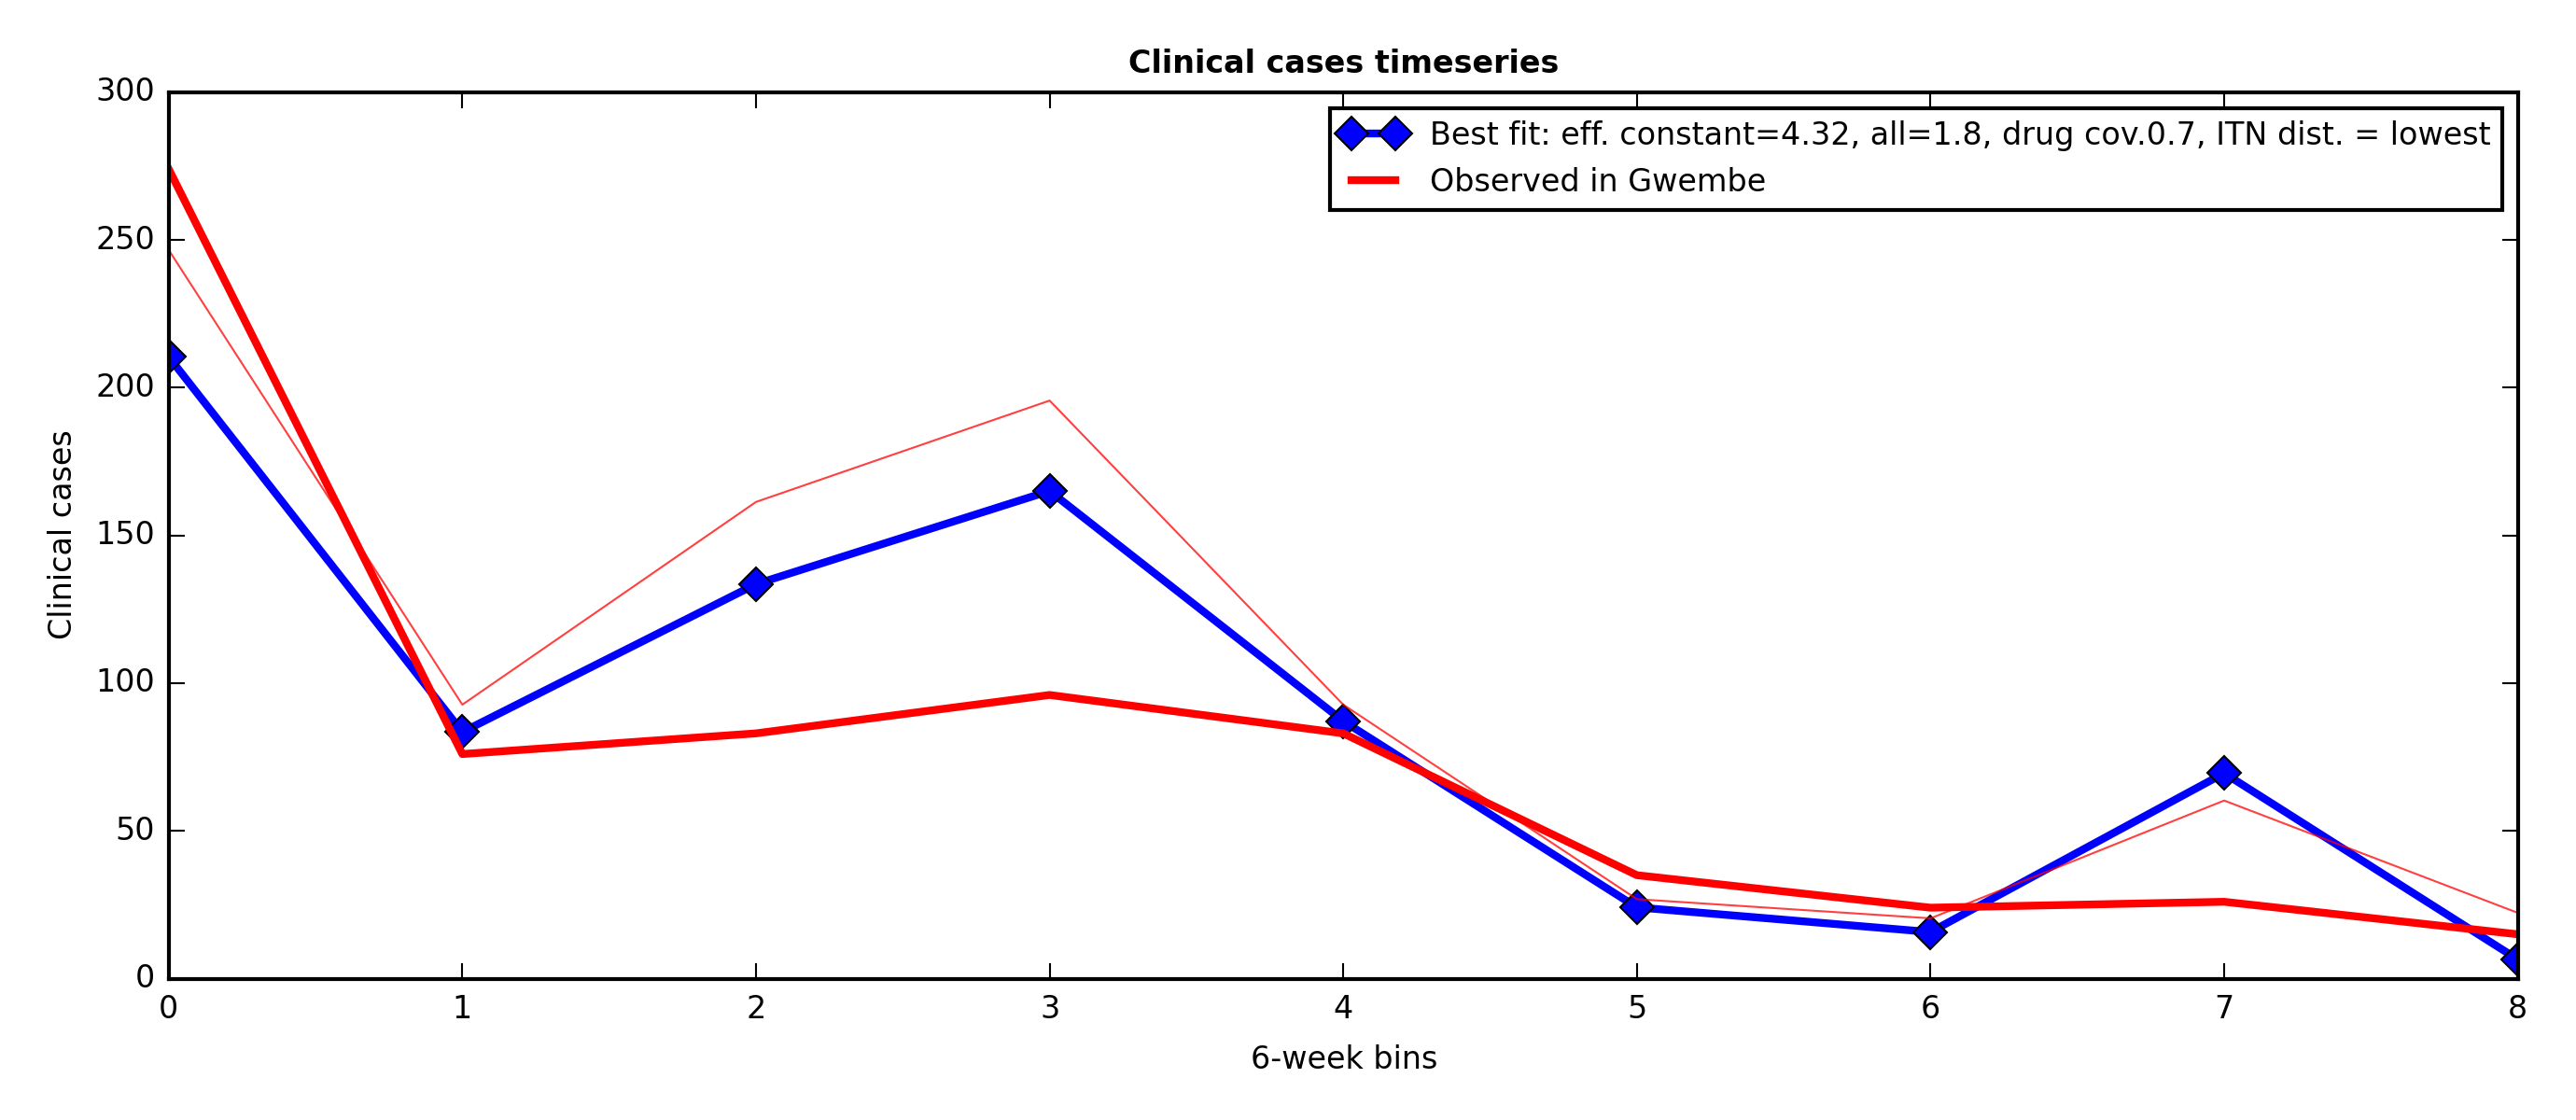 Clinical cases timeseries
300
250
200
150
100
50
0
Clinical cases
Best fit: eff. constant=4.32, all=1.8, drug cov.0.7, ITN dist. = lowest
Observed in Gwembe
0 1 2 3 4 5 6 7 8
6-week bins